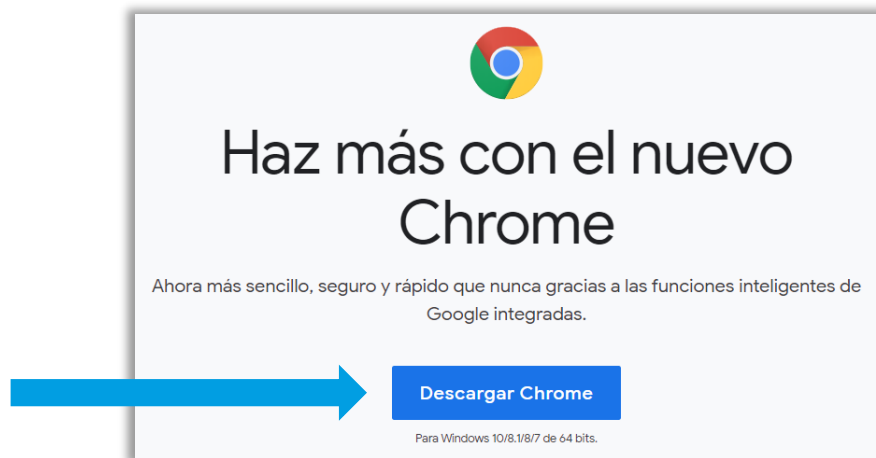 Haz más con el nuevo
Chrome
Ahora más sencillo, seguro y rápido que nunca gracias a las funciones inteligentes de
Google integradas.
Descargar Chrome
Para Windows 10/8.1/8/7 de 64 bits.